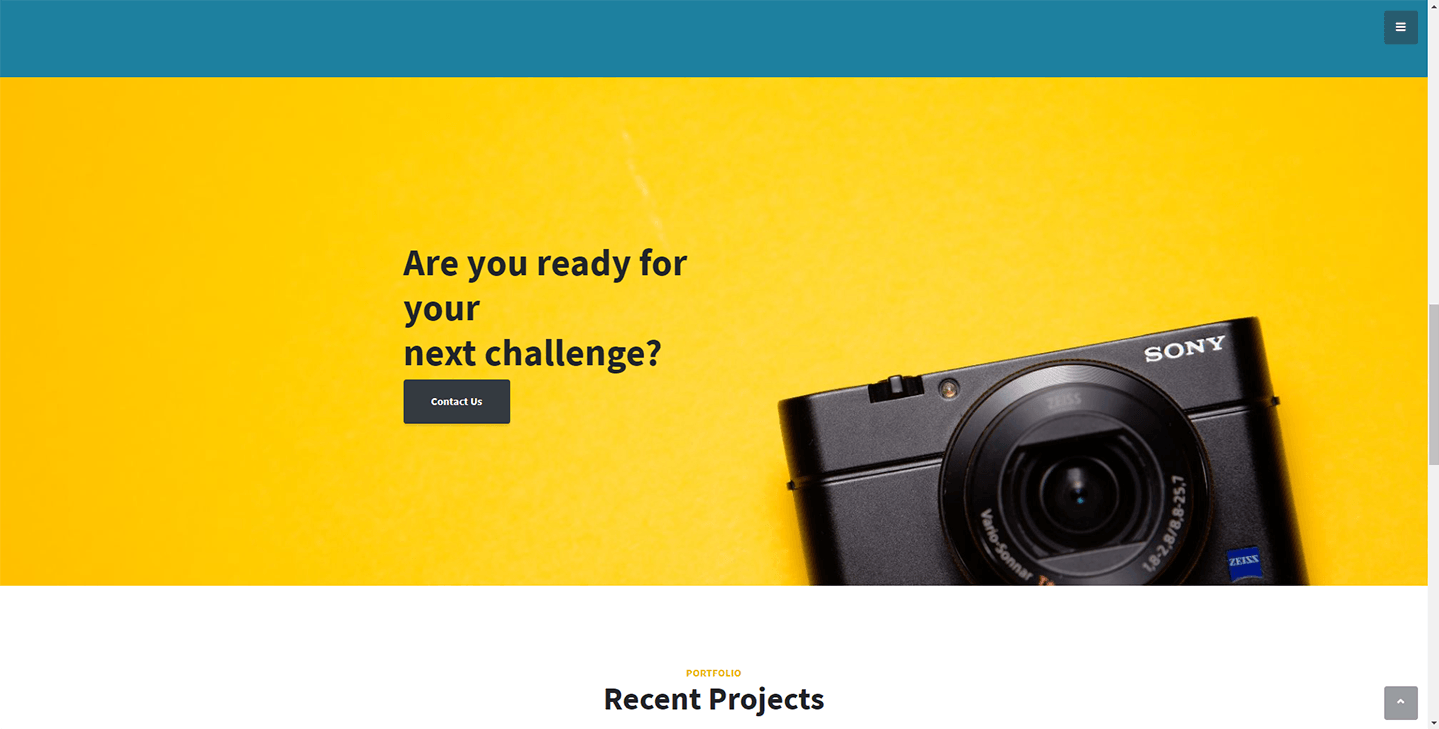 Are you ready for
your
next challenge?
Contact Us
SONY
ZEISS
Vario-Sonnar
1,8-2,8/8,8-25,7
ZEISS
PORTFOLIO
Recent Projects